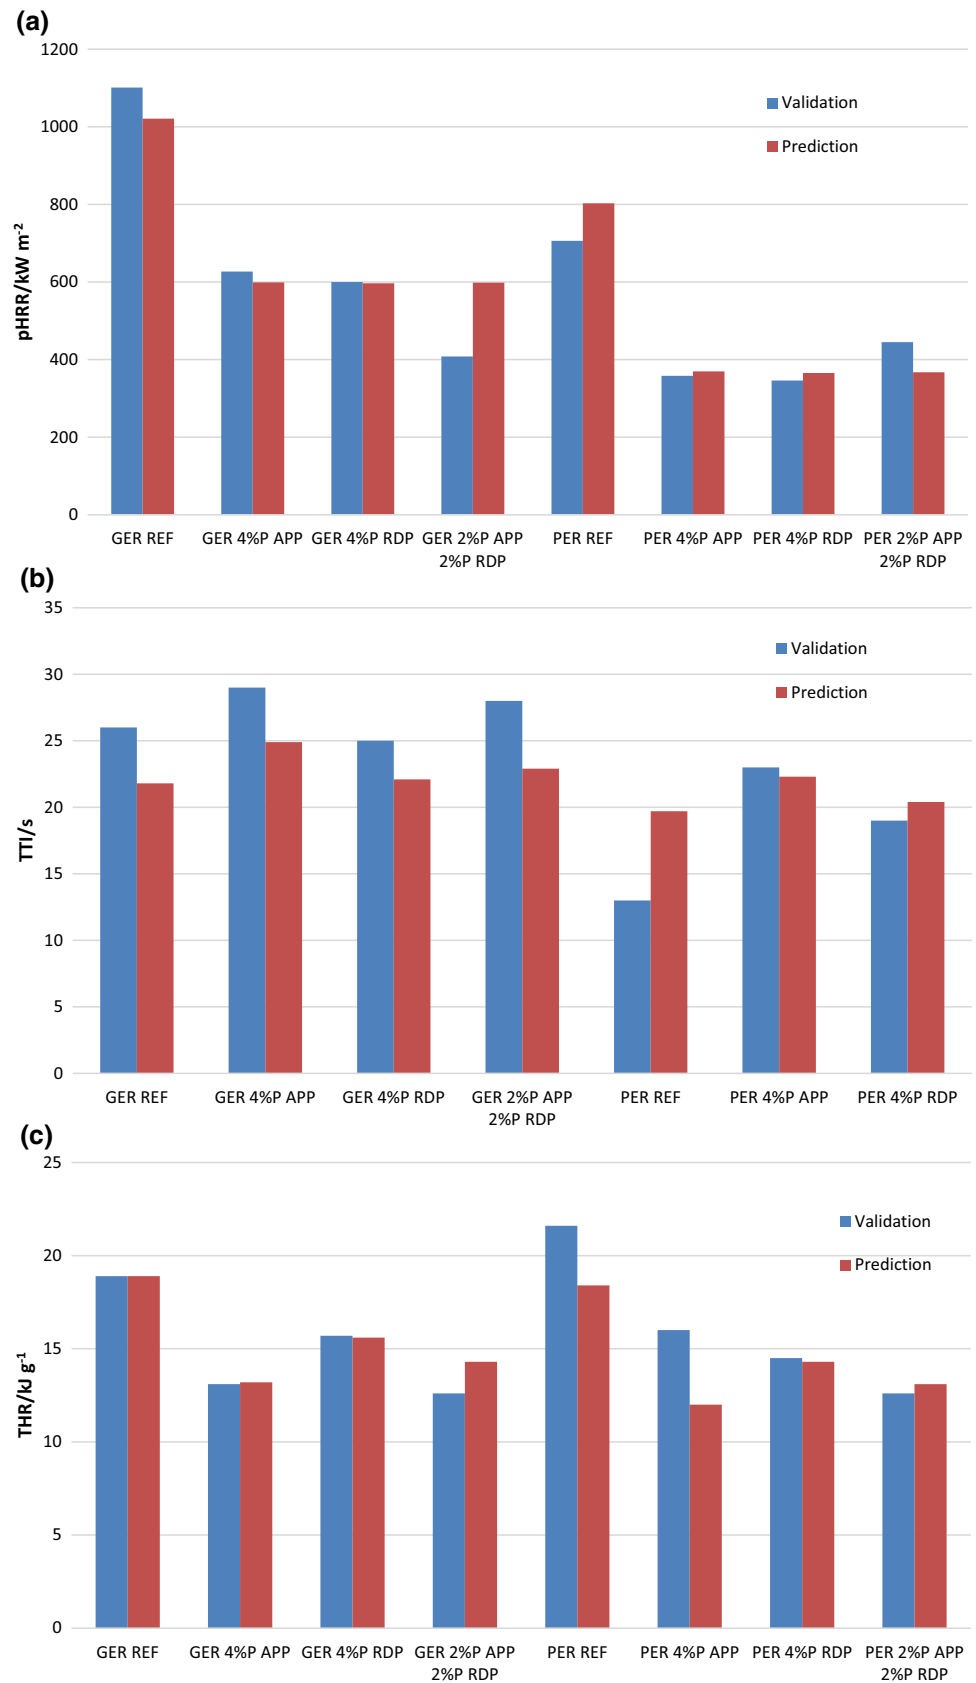 (a)
1200
1000
800
600
400
200
0
pHRR/kW m⁻²
Validation
Prediction
GER REF GER 4%P APP GER 4%P RDP GER 2%P APP PER REF PER 4%P APP PER 4%P RDP PER 2%P APP
2%P RDP 2%P RDP
(b)
35
30
25
20
15
10
5
0
TTI/s
Validation
Prediction
GER REF GER 4%P APP GER 4%P RDP GER 2%P APP PER REF PER 4%P APP PER 4%P RDP
2%P RDP
(c)
25
20
15
10
5
0
THR/kJ g⁻¹
Validation
Prediction
GER REF GER 4%P APP GER 4%P RDP GER 2%P APP PER REF PER 4%P APP PER 4%P RDP PER 2%P APP
2%P RDP 2%P RDP